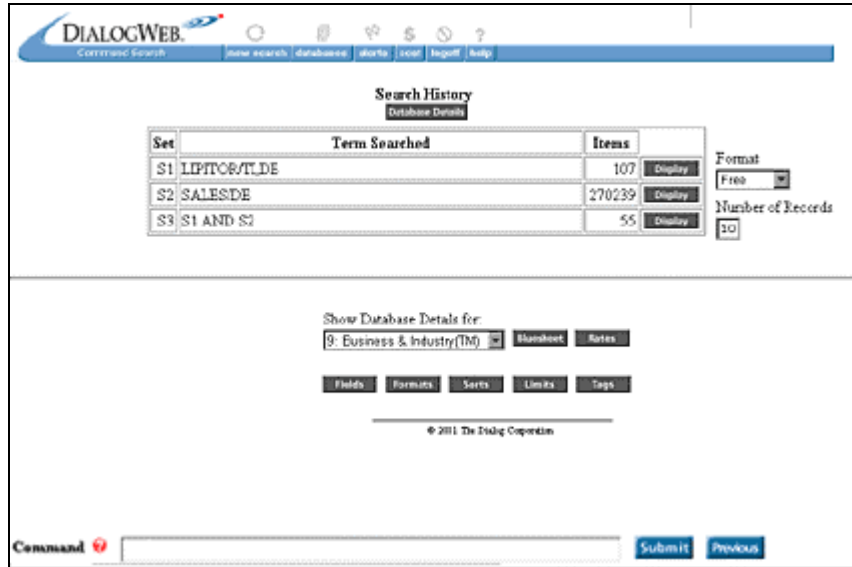 DIALOGWEB.
Command Search
new search databases alerts cost logoff help
Search History
Database Details
Set Term Searched Items
S1 LIPITOR/TI,DE 107 Display
S2 SALES/DE 270239 Display
S3 S1 AND S2 55 Display
Format
Free
Number of Records
10
Show Database Details for:
9: Business & Industry(TM) Bluesheet Rates
Fields Formats Sorts Limits Tags
© 2011 The Dialog Corporation
Command ? Submit Previous